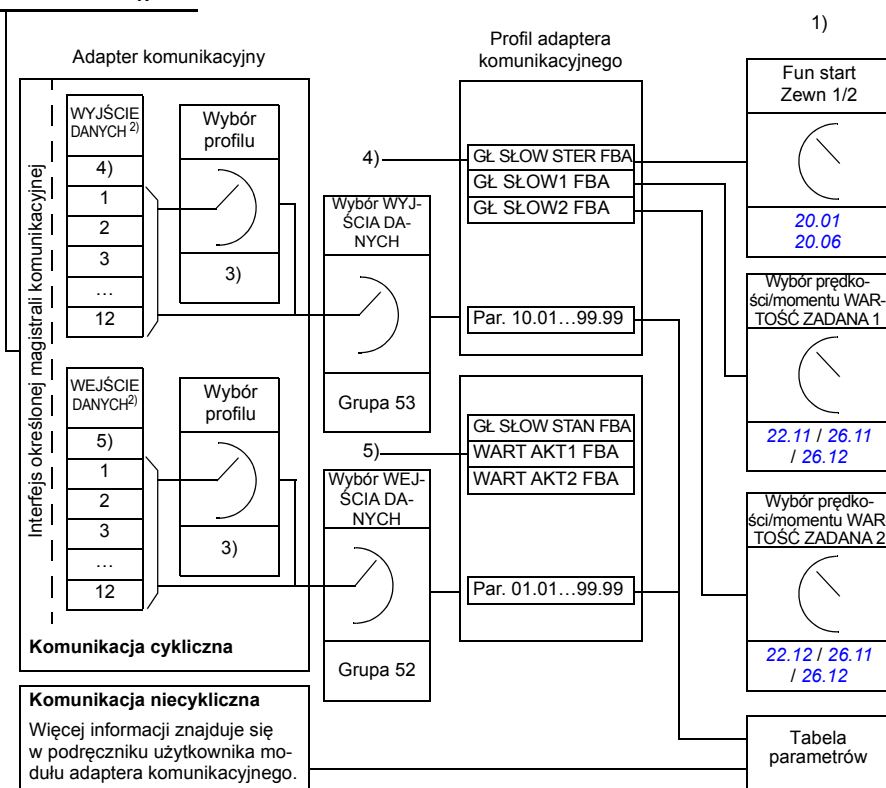 1)
Adapter komunikacyjny
Interfejs określonej magistrali komunikacyjnej
WYJŚCIE
DANYCH 2)
4)
1
2
3
…
12
Wybór
profilu
3)
WEJŚCIE
DANYCH2)
5)
1
2
3
…
12
Wybór
profilu
3)
Komunikacja cykliczna
4)
Wybór WYJ-
ŚCIA DA-
NYCH
Grupa 53
5)
Wybór WEJ-
ŚCIA DA-
NYCH
Grupa 52
Profil adaptera
komunikacyjnego
GŁ SŁOW STER FBA
GŁ SŁOW1 FBA
GŁ SŁOW2 FBA
Par. 10.01…99.99
GŁ SŁOW STAN FBA
WART AKT1 FBA
WART AKT2 FBA
Par. 01.01…99.99
Fun start
Zewn 1/2
20.01
20.06
Wybór prędko-
ści/momentu WAR-
TOŚĆ ZADANA 1
22.11 / 26.11
/ 26.12
Wybór prędko-
ści/momentu WAR
TOŚĆ ZADANA 2
22.12 / 26.11
/ 26.12
Komunikacja niecykliczna
Więcej informacji znajduje się
w podręczniku użytkownika mo-
dułu adaptera komunikacyjnego.
Tabela
parametrów